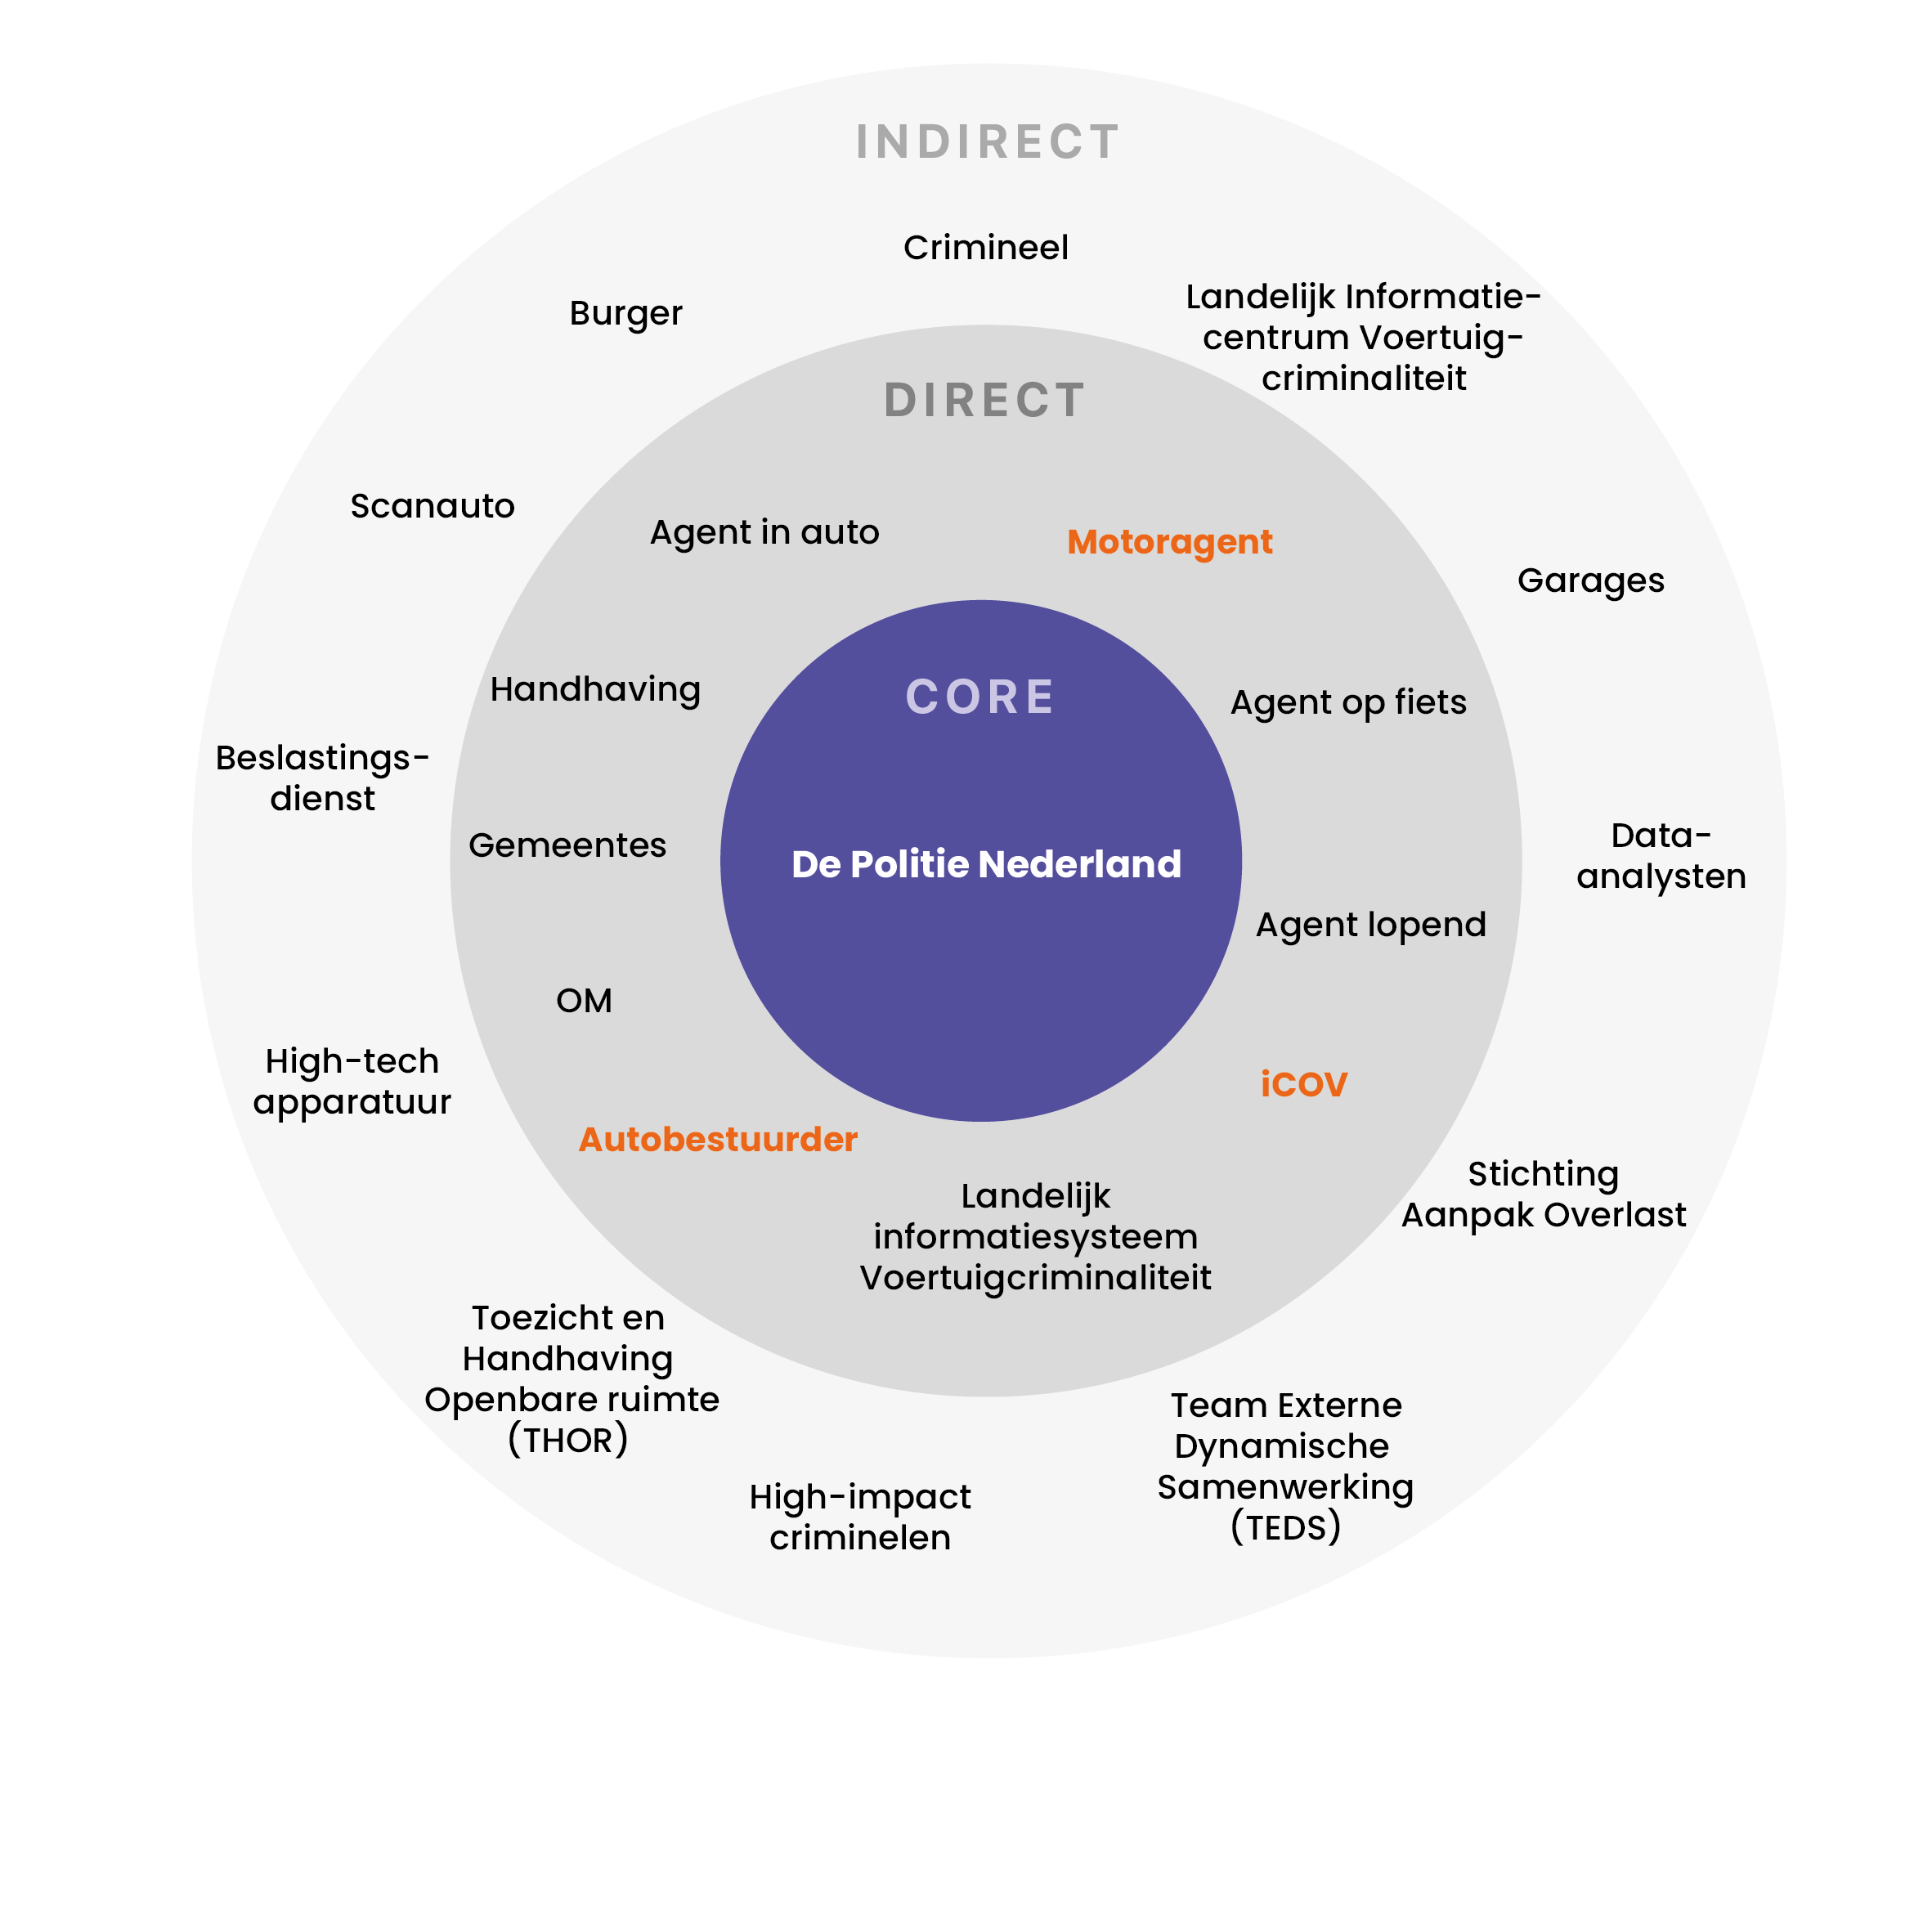 INDIRECT
Crimineel
Burger
Landelijk Informatie-
centrum Voertuig-
criminaliteit
DIRECT
Scanauto
Agent in auto
Motoragent
Garages
Handhaving
CORE
Agent op fiets
Beslastings-
dienst
Gemeentes
De Politie Nederland
Data-
analysten
Agent lopend
OM
High-tech
apparatuur
iCOV
Autobestuurder
Landelijk
informatiesysteem
Voertuigcriminaliteit
Stichting
Aanpak Overlast
Toezicht en
Handhaving
Openbare ruimte
(THOR)
Team Externe
Dynamische
Samenwerking
(TEDS)
High-impact
criminelen